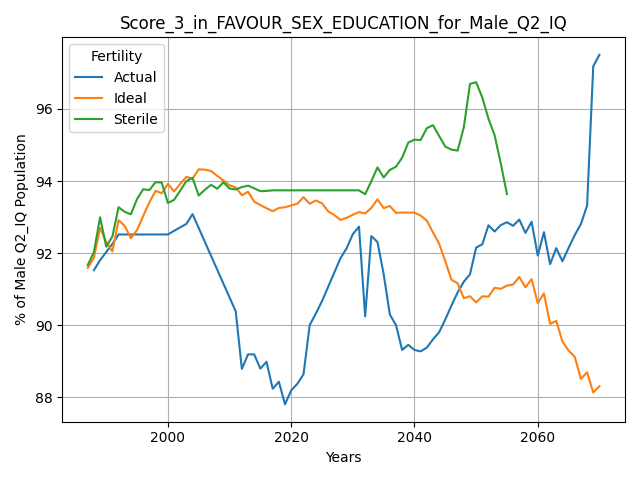 Score_3_in_FAVOUR_SEX_EDUCATION_for_Male_Q2_IQ
Fertility
Actual
Ideal
Sterile
% of Male Q2_IQ Population
96
94
92
90
88
2000
2020
2040
2060
Years